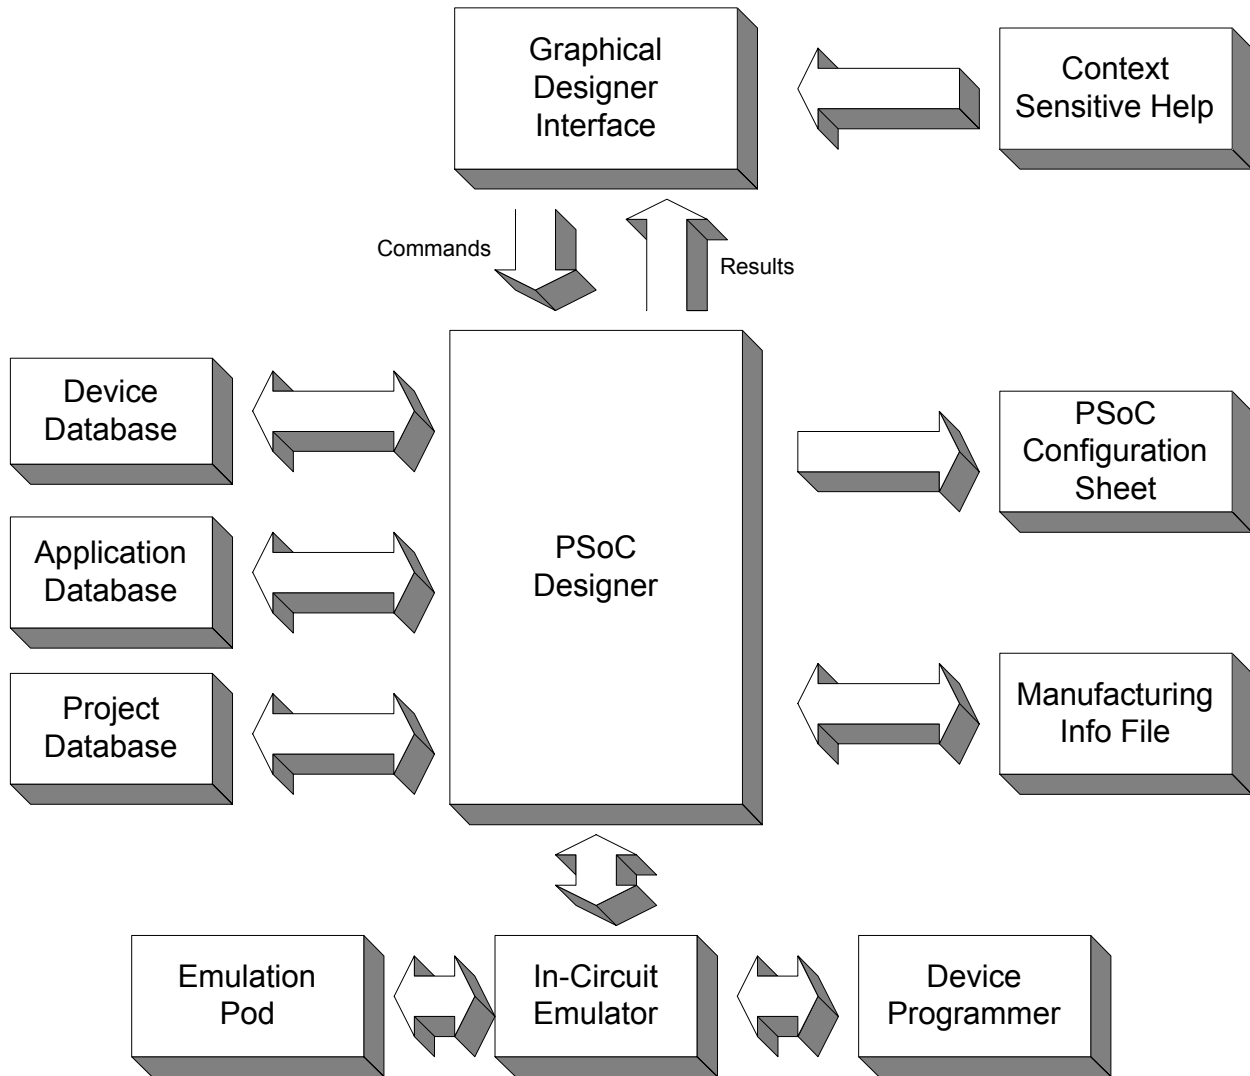 Graphical
Designer
Interface
Context
Sensitive Help
Commands
Results
Device
Database
PSoC
Configuration
Sheet
Application
Database
PSoC
Designer
Project
Database
Manufacturing
Info File
Emulation
Pod
In-Circuit
Emulator
Device
Programmer